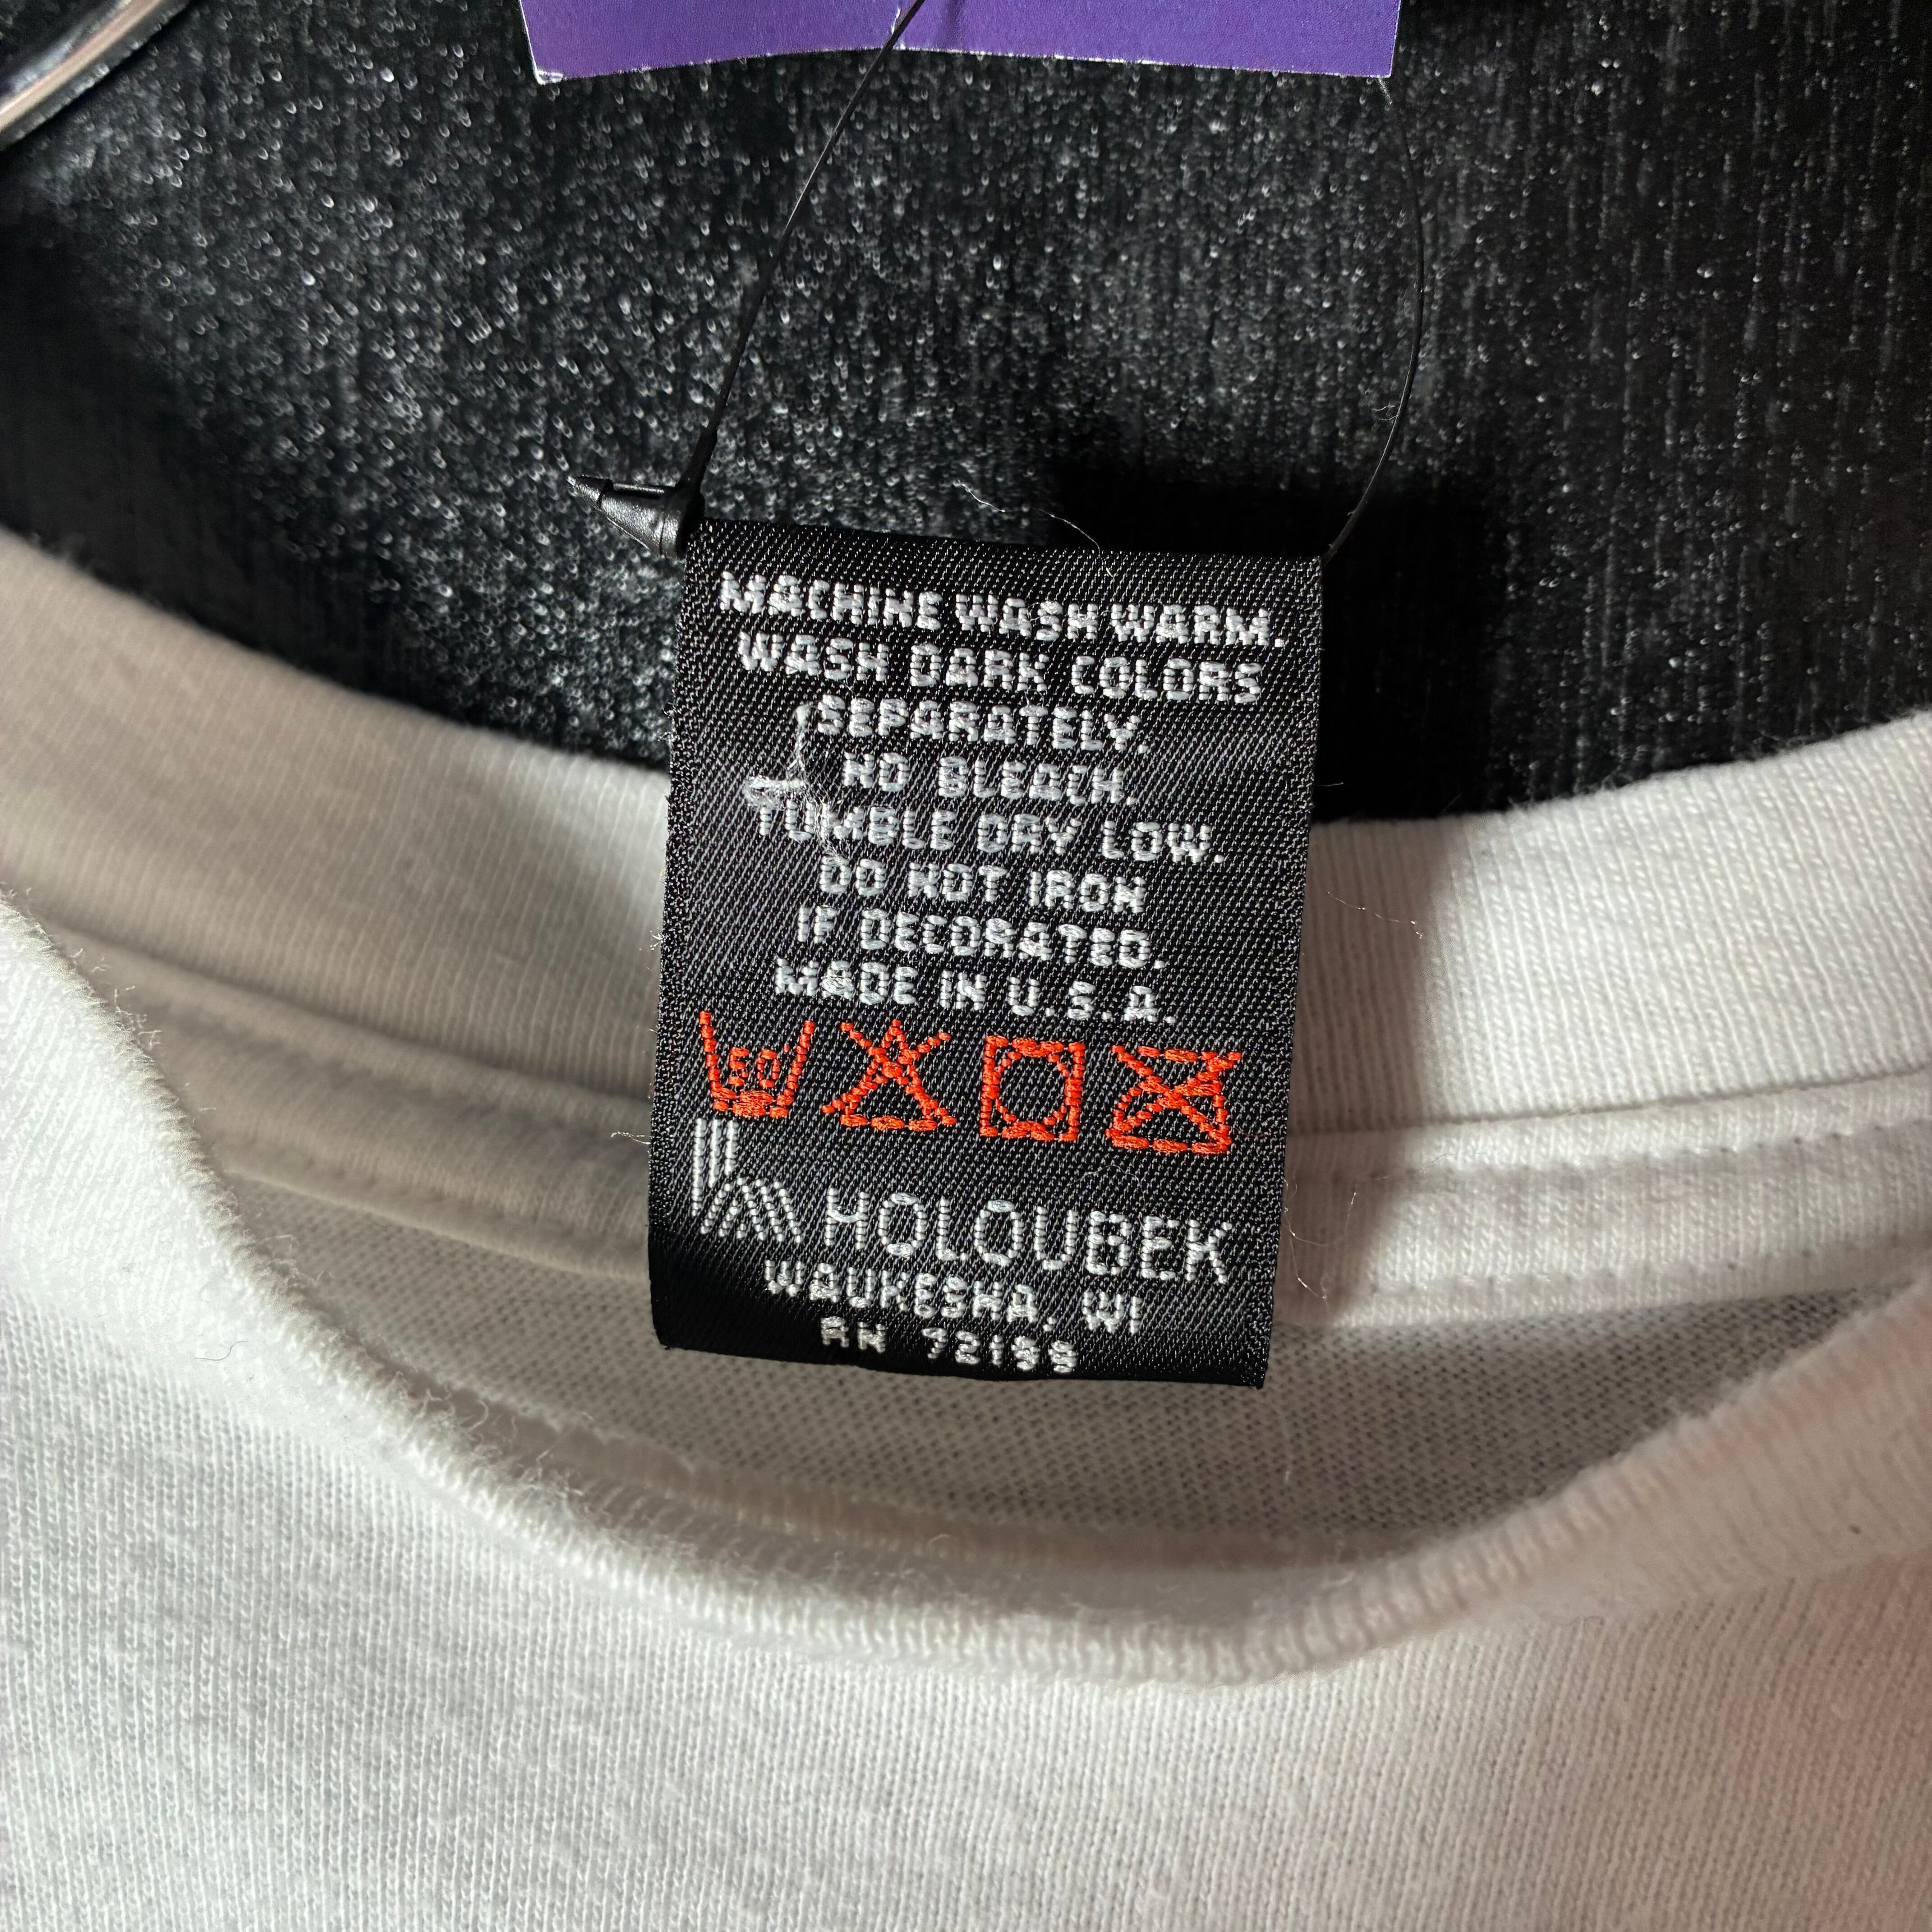 MACHINE WASH WARM.
WASH DARK COLORS
SEPARATELY.
NO BLEACH.
TUMBLE DRY LOW.
DO NOT IRON
IF DECORATED.
MADE IN U.S.A.
50
HOLOUBEK
WAUKESHA, WI
RN 72199